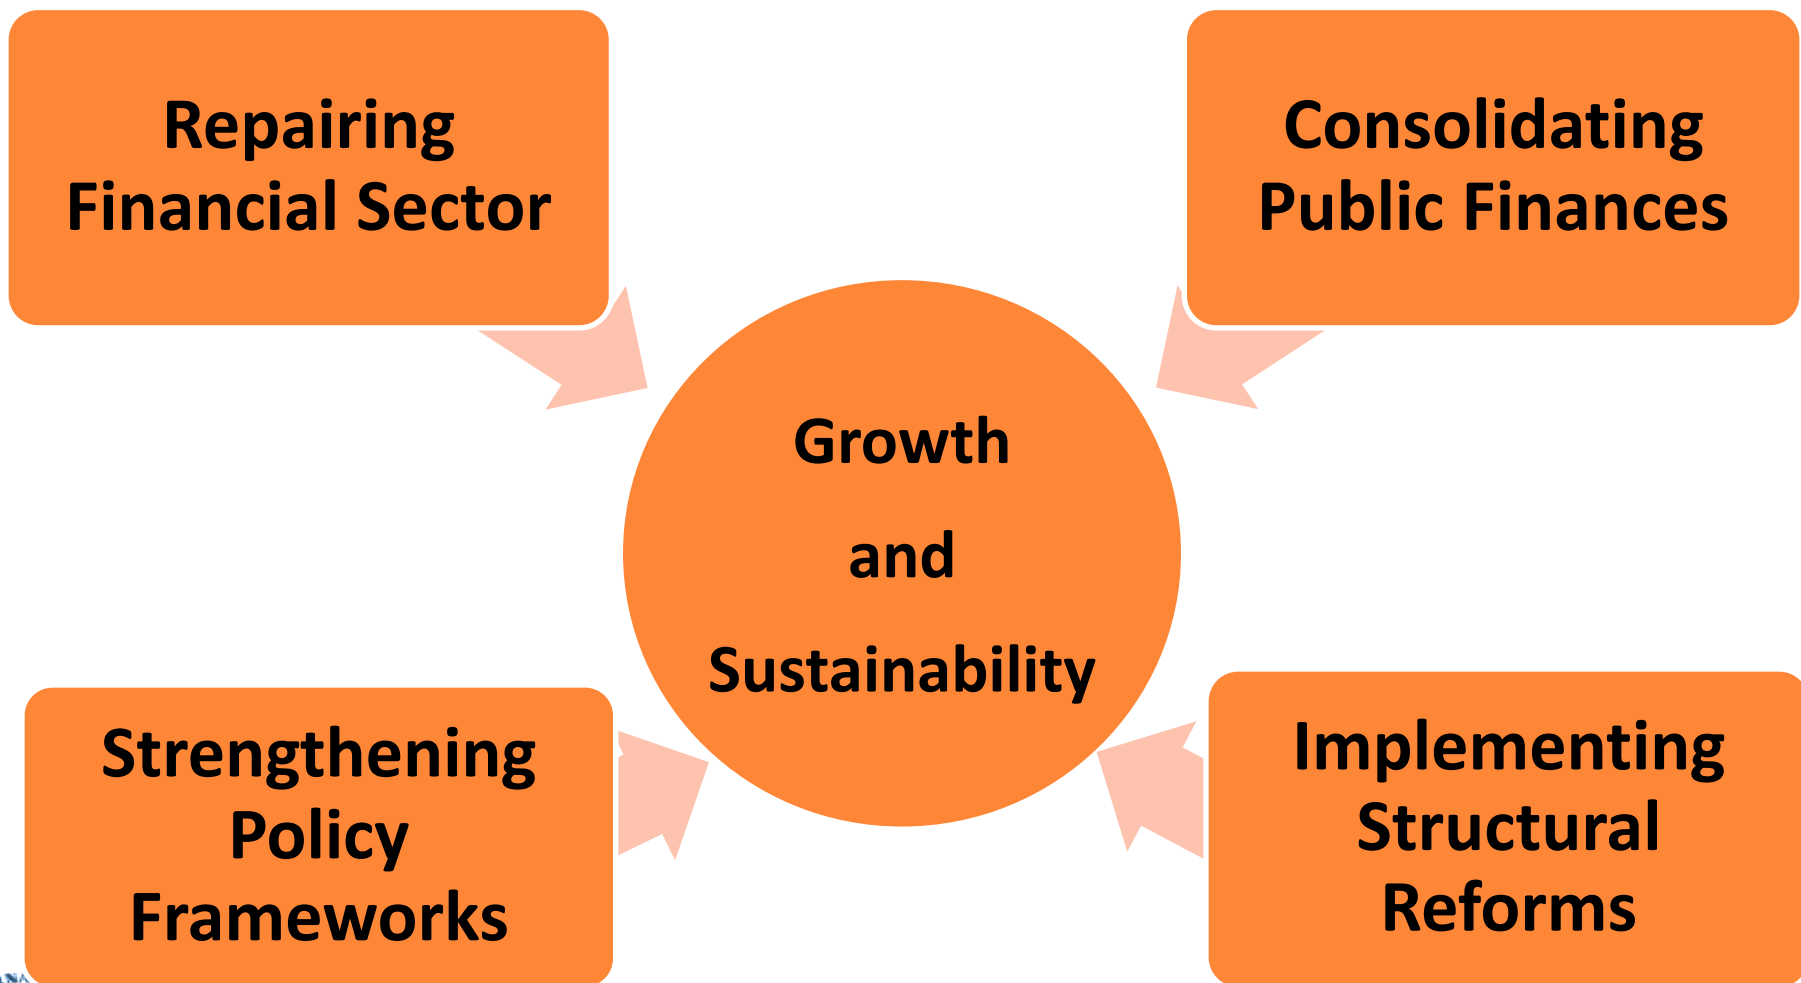 Repairing
Financial Sector
Consolidating
Public Finances
Growth
and
Sustainability
Strengthening
Policy
Frameworks
Implementing
Structural
Reforms